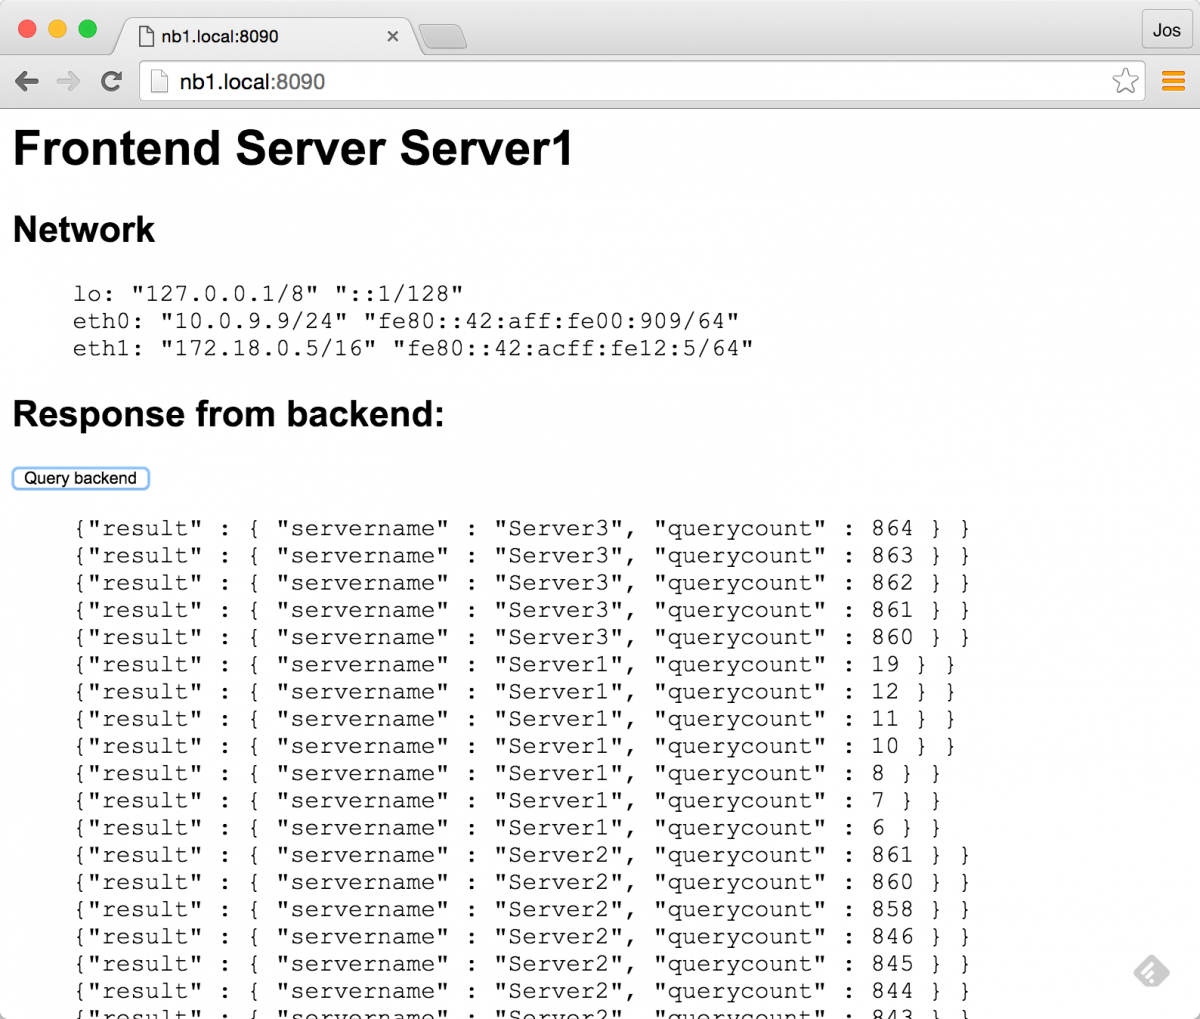 nb1.local:8090
Jos
nb1.local:8090
Frontend Server Server1
Network
lo: "127.0.0.1/8" "::1/128"
eth0: "10.0.9.9/24" "fe80::42:aff:fe00:909/64"
eth1: "172.18.0.5/16" "fe80::42:acff:fe12:5/64"
Response from backend:
Query backend
{"result" : { "servername" : "Server3", "querycount" : 864 } }
{"result" : { "servername" : "Server3", "querycount" : 863 } }
{"result" : { "servername" : "Server3", "querycount" : 862 } }
{"result" : { "servername" : "Server3", "querycount" : 861 } }
{"result" : { "servername" : "Server3", "querycount" : 860 } }
{"result" : { "servername" : "Server1", "querycount" : 19 } }
{"result" : { "servername" : "Server1", "querycount" : 12 } }
{"result" : { "servername" : "Server1", "querycount" : 11 } }
{"result" : { "servername" : "Server1", "querycount" : 10 } }
{"result" : { "servername" : "Server1", "querycount" : 8 } }
{"result" : { "servername" : "Server1", "querycount" : 7 } }
{"result" : { "servername" : "Server1", "querycount" : 6 } }
{"result" : { "servername" : "Server2", "querycount" : 861 } }
{"result" : { "servername" : "Server2", "querycount" : 860 } }
{"result" : { "servername" : "Server2", "querycount" : 858 } }
{"result" : { "servername" : "Server2", "querycount" : 846 } }
{"result" : { "servername" : "Server2", "querycount" : 845 } }
{"result" : { "servername" : "Server2", "querycount" : 844 } }
{"result" : { "servername" : "Server2", "querycount" : 843 } }